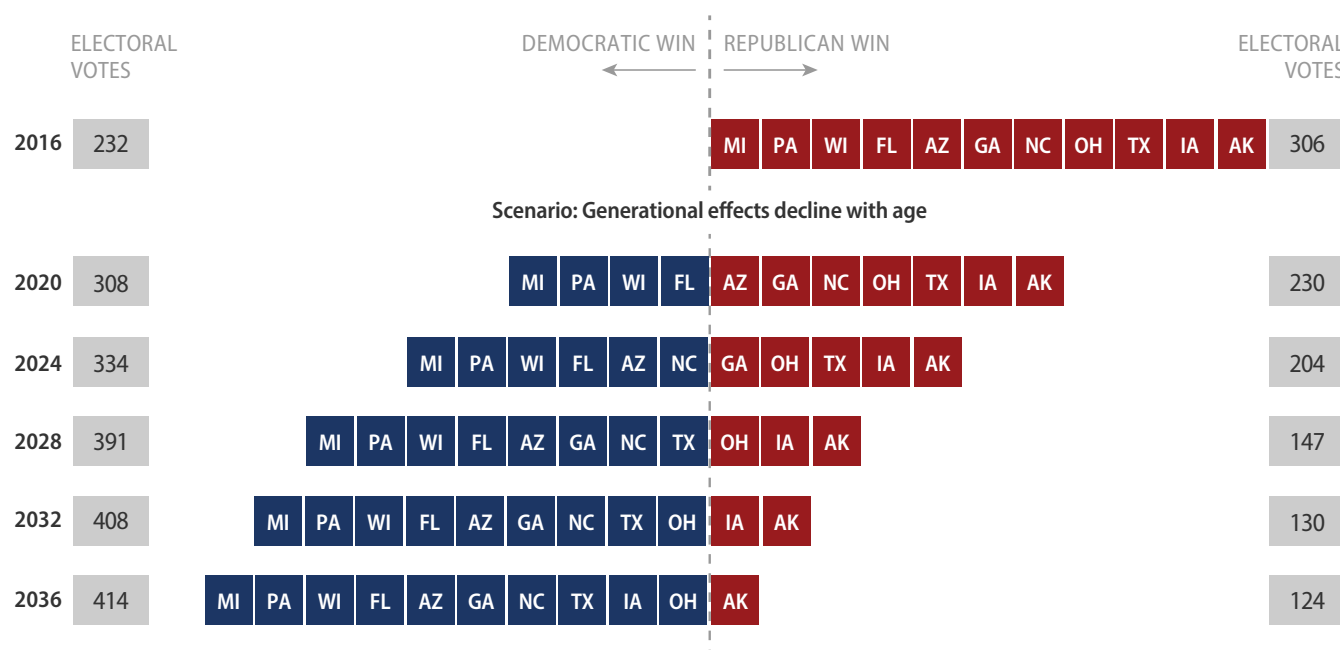 ELECTORAL VOTES DEMOCRATIC WIN REPUBLICAN WIN ELECTORAL VOTES
2016 232 MI PA WI FL AZ GA NC OH TX IA AK 306
Scenario: Generational effects decline with age
2020 308 MI PA WI FL AZ GA NC OH TX IA AK 230
2024 334 MI PA WI FL AZ NC GA OH TX IA AK 204
2028 391 MI PA WI FL AZ GA NC TX OH IA AK 147
2032 408 MI PA WI FL AZ GA NC TX OH IA AK 130
2036 414 MI PA WI FL AZ GA NC TX IA OH AK 124